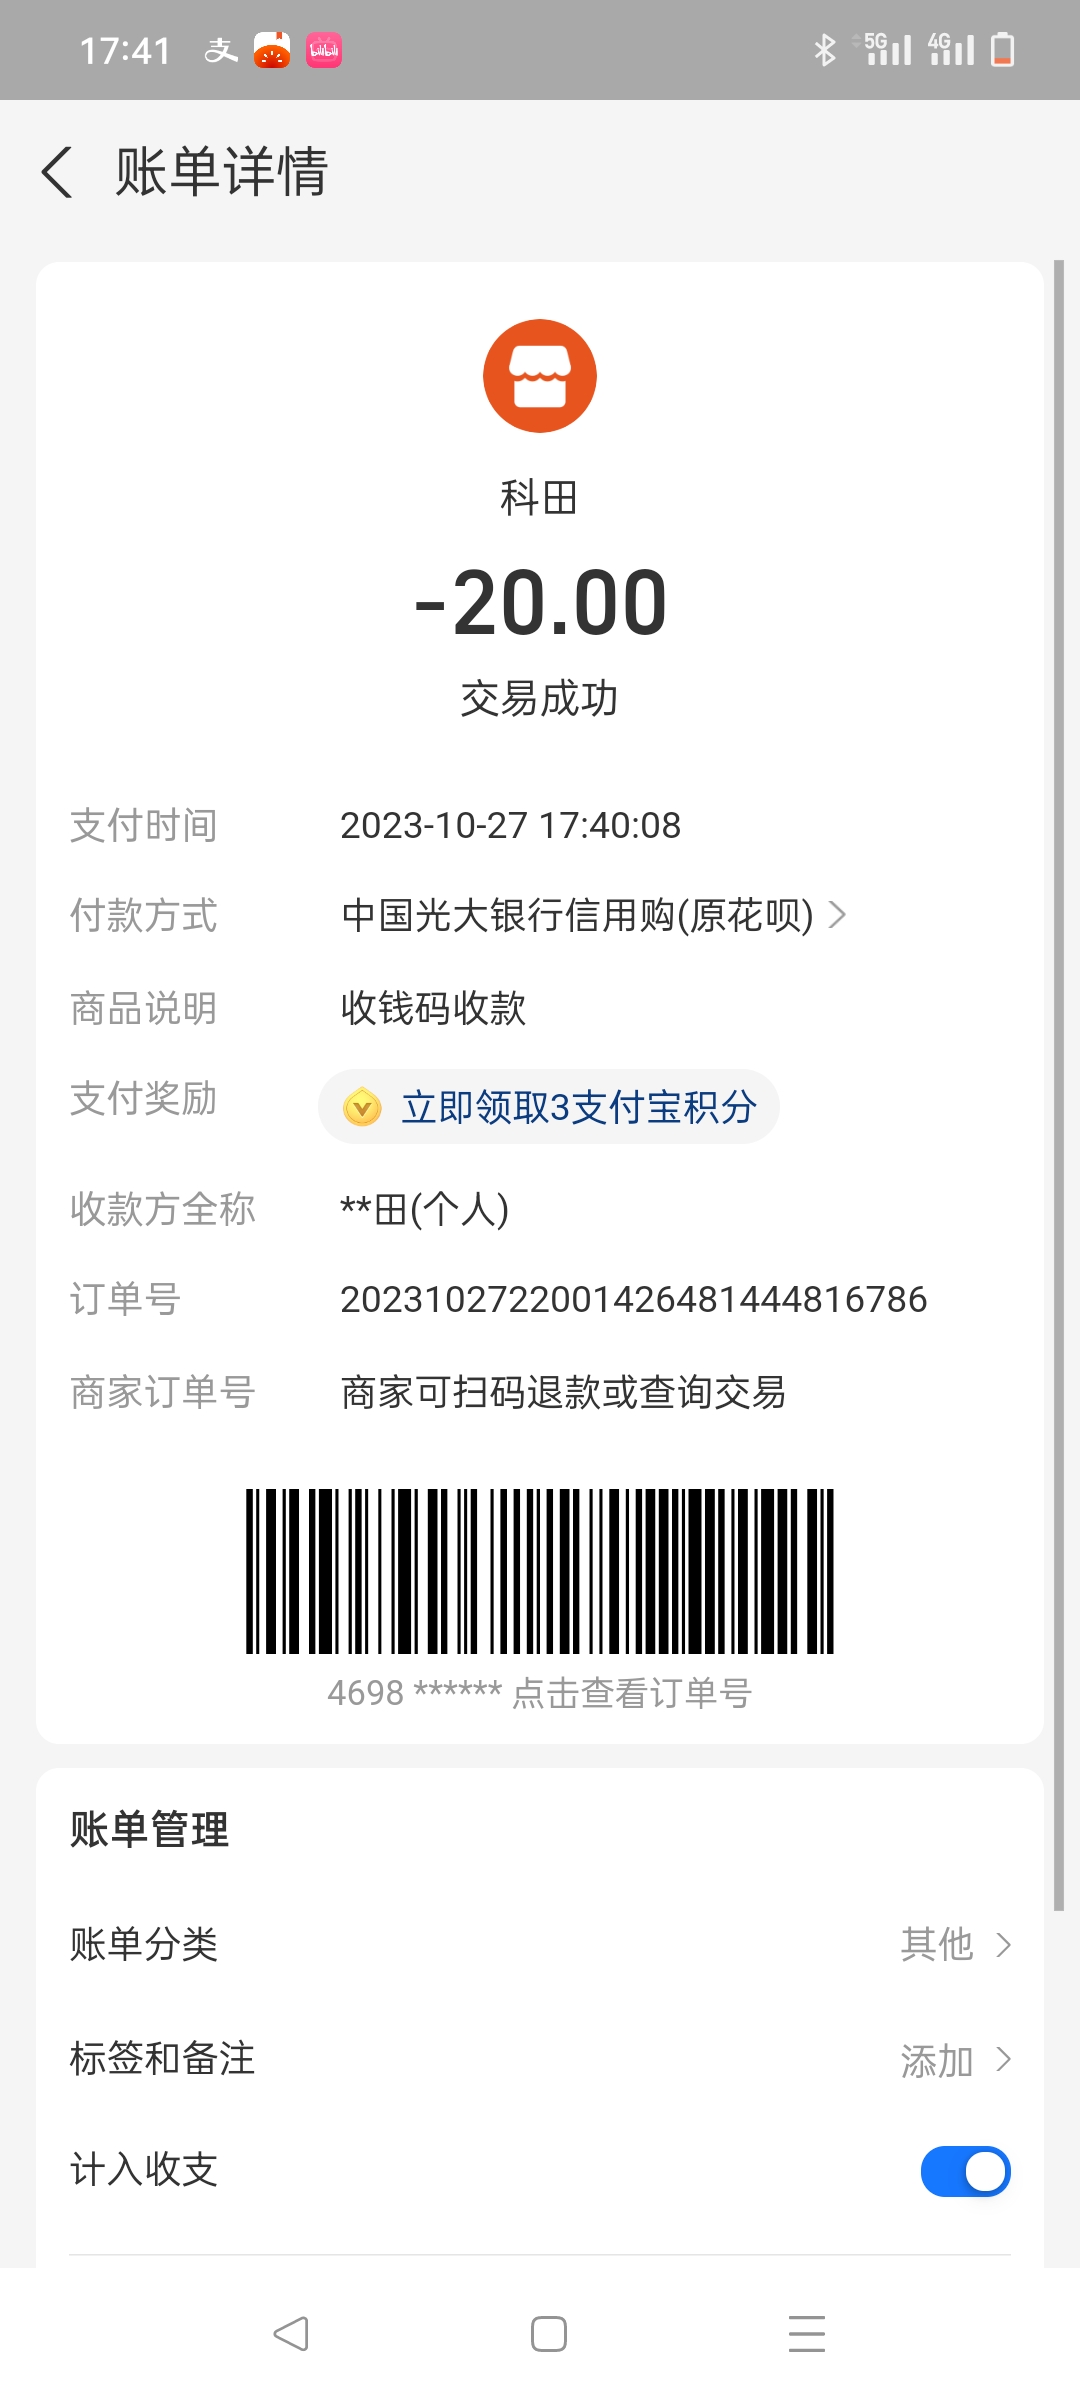 17:41 支 bilibili 5G 4G
账单详情
科田
-20.00
交易成功
支付时间 2023-10-27 17:40:08
付款方式 中国光大银行信用购(原花呗)
商品说明 收钱码收款
支付奖励 立即领取3支付宝积分
收款方全称 **田(个人)
订单号 2023102722001426481444816786
商家订单号 商家可扫码退款或查询交易
4698 ****** 点击查看订单号
账单管理
账单分类 其他
标签和备注 添加
计入收支